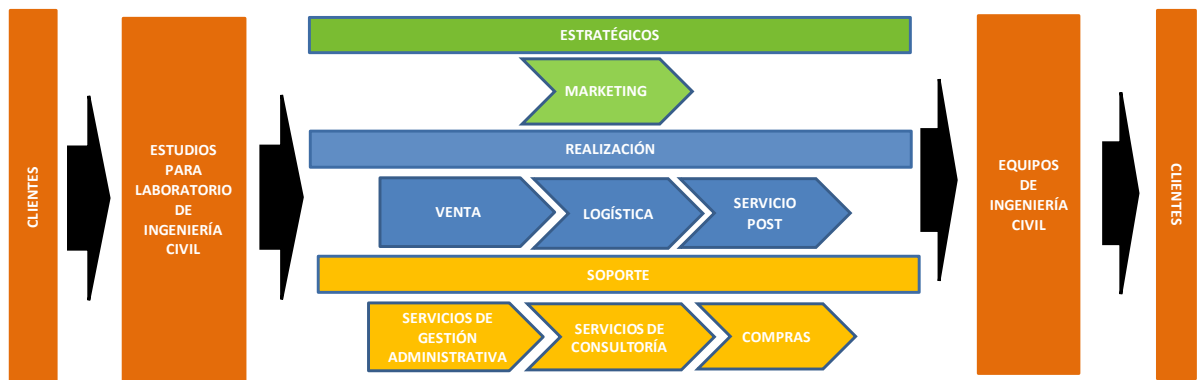 CLIENTES
ESTUDIOS
PARA
LABORATORIO
DE
INGENIERÍA
CIVIL
ESTRATÉGICOS
MARKETING
REALIZACIÓN
VENTA
LOGÍSTICA
SERVICIO
POST
SOPORTE
SERVICIOS DE
GESTIÓN
ADMINISTRATIVA
SERVICIOS DE
CONSULTORÍA
COMPRAS
EQUIPOS
DE
INGENIERÍA
CIVIL
CLIENTES